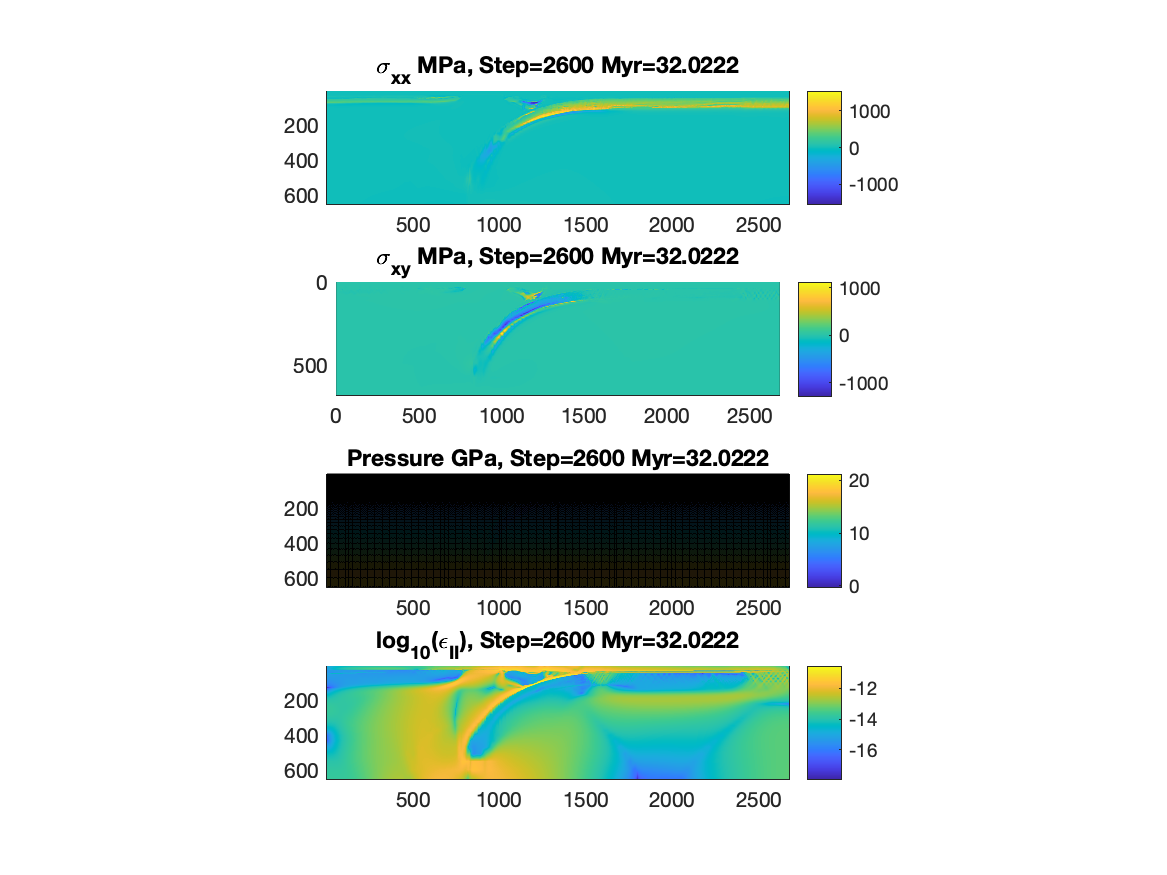 σxx MPa, Step=2600 Myr=32.0222
200
400
600
500 1000 1500 2000 2500
1000
0
-1000
σxy MPa, Step=2600 Myr=32.0222
0
500
0 500 1000 1500 2000 2500
1000
0
-1000
Pressure GPa, Step=2600 Myr=32.0222
200
400
600
500 1000 1500 2000 2500
20
10
0
log10(ϵII), Step=2600 Myr=32.0222
200
400
600
500 1000 1500 2000 2500
-12
-14
-16